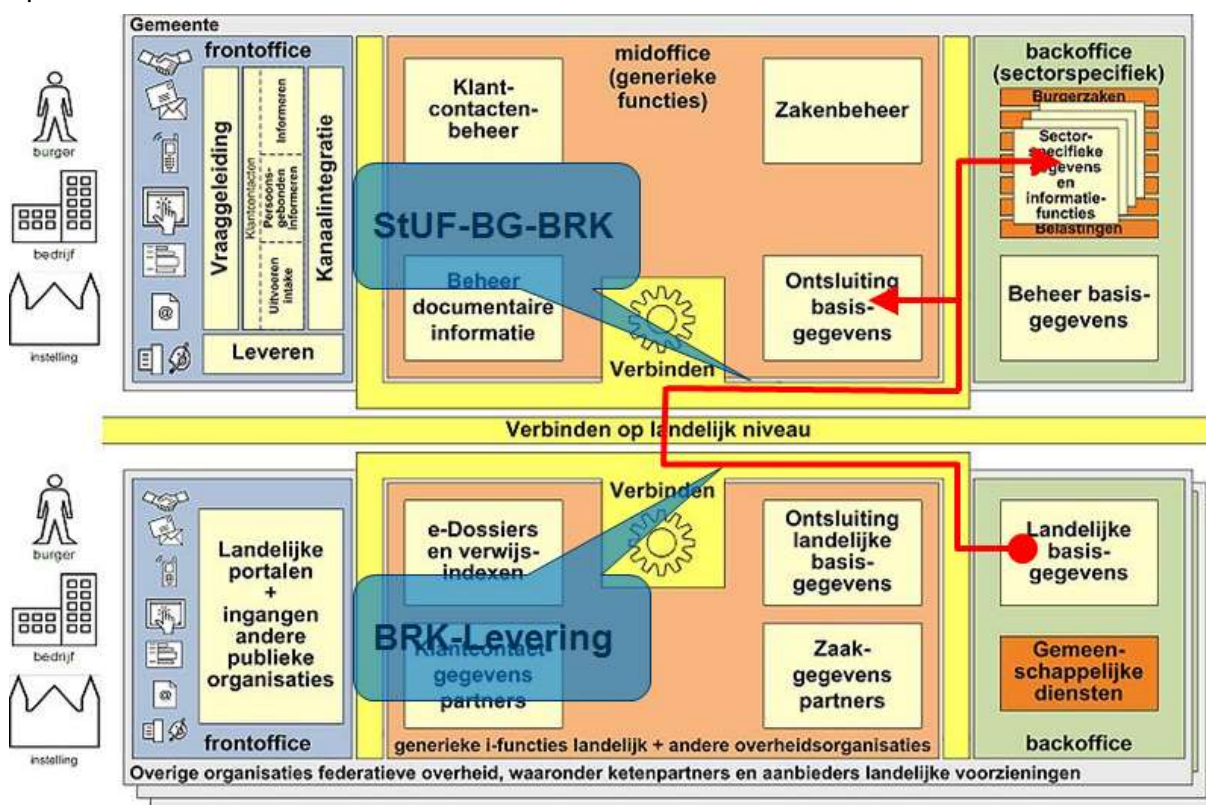 Gemeente
frontoffice
burger
bedrijf
instelling
Vraaggeleiding
Klantcontacten
Informeren
Persoons-
gebonden
informeren
Uitvoeren
intake
Kanaalintegratie
Leveren
midoffice
(generieke
functies)
Klant-
contacten-
beheer
Zakenbeheer
StUF-BG-BRK
Beheer
documentaire
informatie
Verbinden
Ontsluiting
basis-
gegevens
backoffice
(sectorspecifiek)
Burgerzaken
Sector-
specifieke
gegevens
en
informatie-
functies
Belastingen
Beheer basis-
gegevens
Verbinden op landelijk niveau
burger
bedrijf
instelling
Landelijke
portalen
+
ingangen
andere
publieke
organisaties
frontoffice
e-Dossiers
en verwijs-
indexen
Verbinden
Ontsluiting
landelijke
basis-
gegevens
BRK-Levering
Klantcontact
gegevens
partners
Zaak-
gegevens
partners
generieke i-functies landelijk + andere overheidsorganisaties
Landelijke
basis-
gegevens
Gemeen-
schappelijke
diensten
backoffice
Overige organisaties federatieve overheid, waaronder ketenpartners en aanbieders landelijke voorzieningen